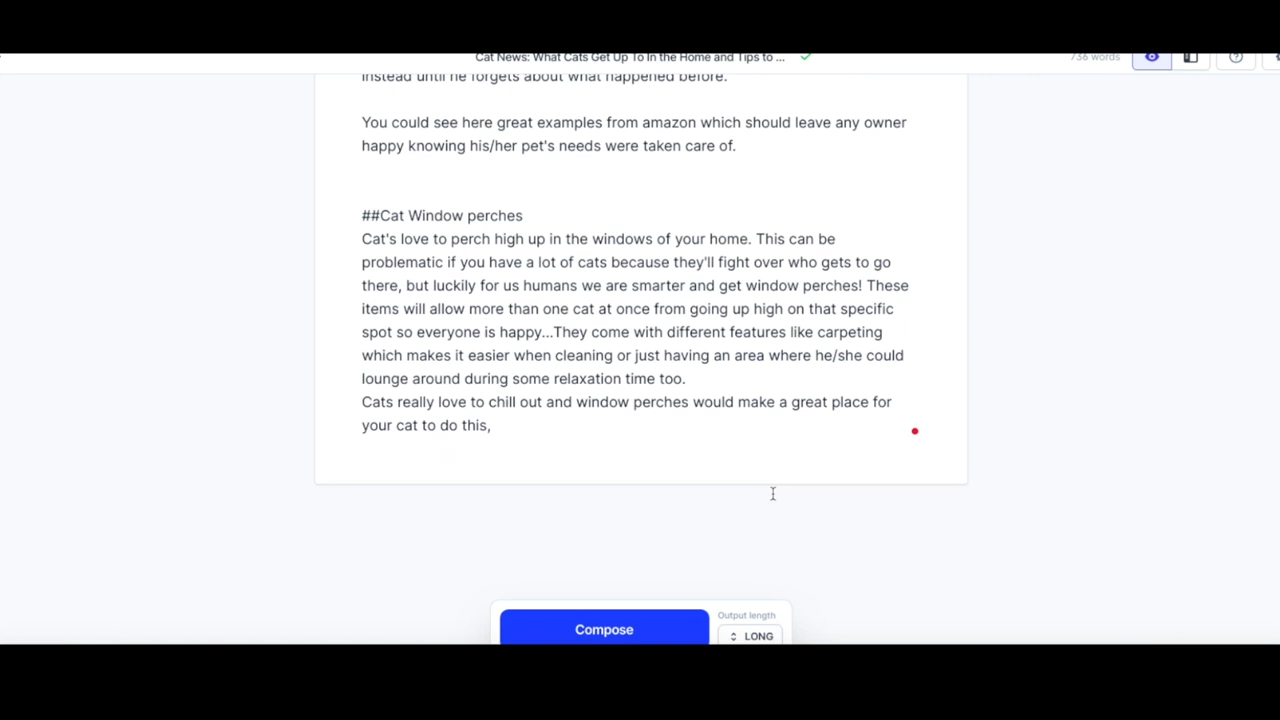 Cat News: What Cats Get Up To In the Home and Tips to ...
736 words
instead until he forgets about what happened before.
You could see here great examples from amazon which should leave any owner
happy knowing his/her pet's needs were taken care of.
##Cat Window perches
Cat's love to perch high up in the windows of your home. This can be
problematic if you have a lot of cats because they'll fight over who gets to go
there, but luckily for us humans we are smarter and get window perches! These
items will allow more than one cat at once from going up high on that specific
spot so everyone is happy...They come with different features like carpeting
which makes it easier when cleaning or just having an area where he/she could
lounge around during some relaxation time too.
Cats really love to chill out and window perches would make a great place for
your cat to do this,
Output length
Compose
LONG